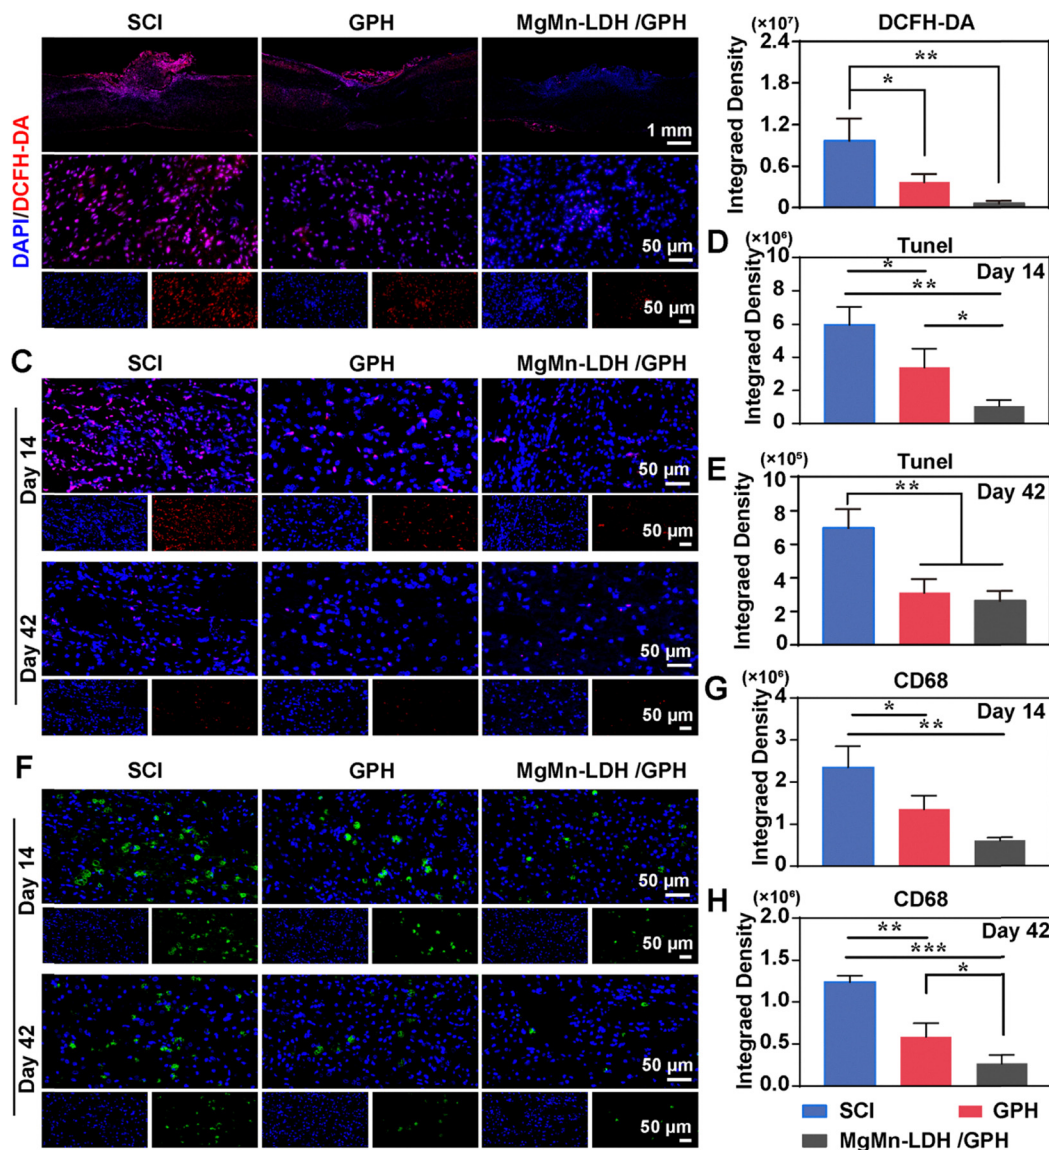 SCI GPH MgMn-LDH /GPH
DAPI/DCFH-DA
1 mm
50 μm
50 μm
(×10⁷) DCFH-DA
Integraed Density
2.4
1.2
0.6
0
**
*
D (×10⁶) Tunel
Day 14
Integraed Density
10
8
6
4
2
0
*
**
*
C SCI GPH MgMn-LDH /GPH
Day 14
50 μm
50 μm
Day 42
50 μm
50 μm
E (×10⁵) Tunel
Day 42
Integraed Density
10
8
6
4
2
0
**
G (×10⁶) CD68
Day 14
Integraed Density
4
3
2
1
0
*
**
F SCI GPH MgMn-LDH /GPH
Day 14
50 μm
50 μm
Day 42
50 μm
50 μm
H (×10⁶) CD68
Day 42
Integraed Density
2.0
1.5
1.0
0.5
0.0
**
***
*
SCI GPH
MgMn-LDH /GPH